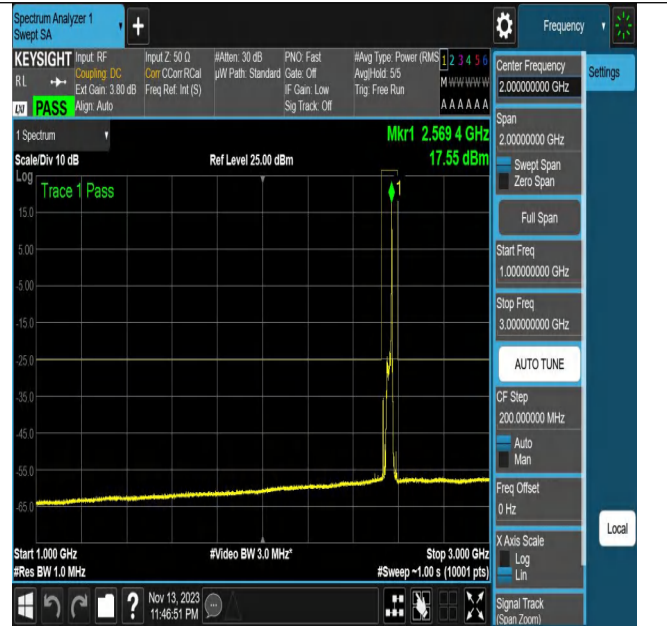 Spectrum Analyzer 1
Swept SA
+
Frequency
KEYSIGHT
RL
LXI
PASS
Input: RF
Coupling: DC
Ext Gain: 3.80 dB
Align: Auto
Input Z: 50 Ω
Corr CCorr RCal
Freq Ref: Int (S)
#Atten: 30 dB
µW Path: Standard
PNO: Fast
Gate: Off
IF Gain: Low
Sig Track: Off
#Avg Type: Power (RMS
Avg|Hold: 5/5
Trig: Free Run
1 2 3 4 5 6
M W W W W W
A A A A A A
1 Spectrum
Mkr1 2.569 4 GHz
Scale/Div 10 dB
Ref Level 25.00 dBm
17.55 dBm
Log
Trace 1 Pass
1
15.0
5.00
-5.00
-15.0
-25.0
-35.0
-45.0
-55.0
-65.0
Start 1.000 GHz
#Video BW 3.0 MHz*
Stop 3.000 GHz
#Res BW 1.0 MHz
#Sweep ~1.00 s (10001 pts)
Center Frequency
2.000000000 GHz
Settings
Span
2.00000000 GHz
Swept Span
Zero Span
Full Span
Start Freq
1.000000000 GHz
Stop Freq
3.000000000 GHz
AUTO TUNE
CF Step
200.000000 MHz
Auto
Man
Freq Offset
0 Hz
Local
X Axis Scale
Log
Lin
Signal Track
(Span Zoom)
?
Nov 13, 2023
11:46:51 PM